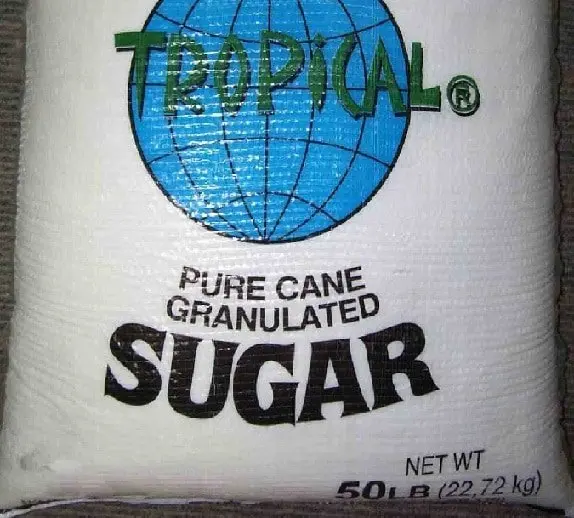 TROPiCAL®
PURE CANE
GRANULATED
SUGAR
NET WT
50LB (22,72 kg)